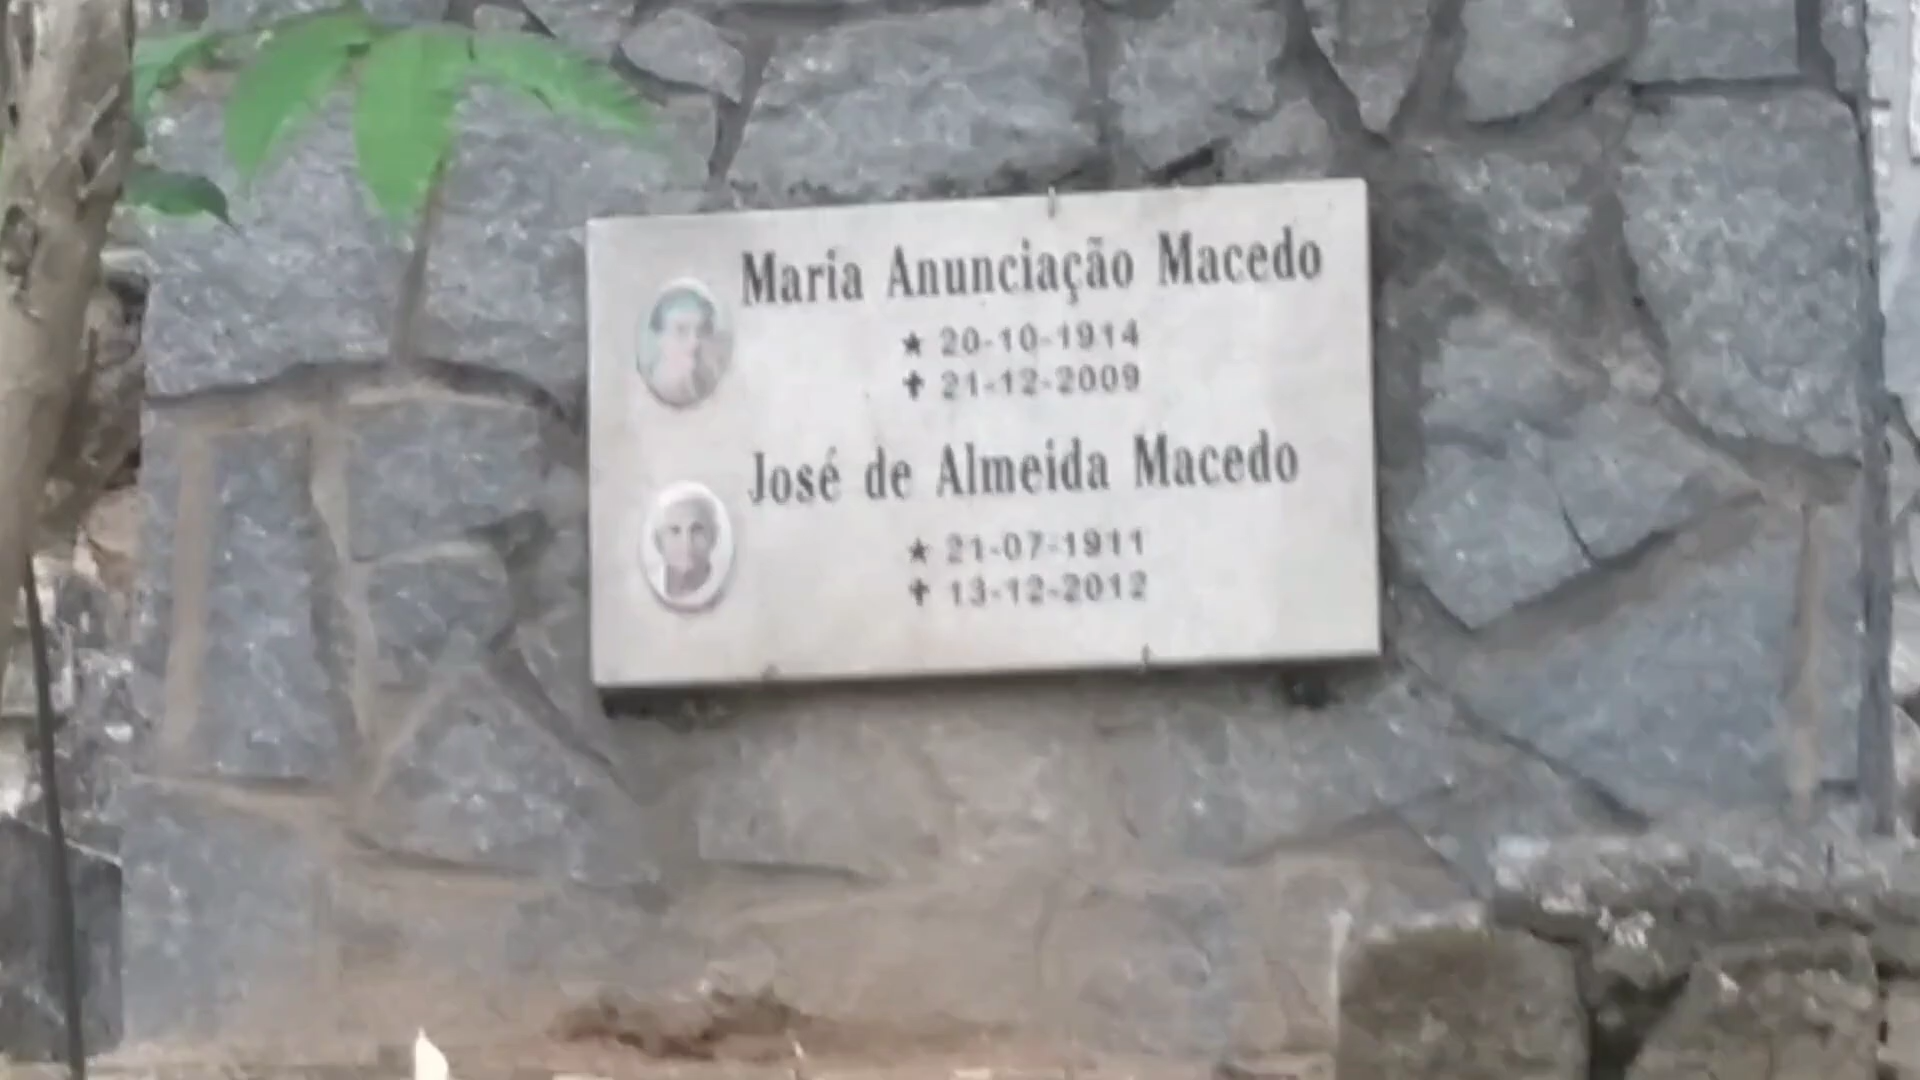 Maria Anunciação Macedo
★ 20-10-1914
✝ 21-12-2009
José de Almeida Macedo
★ 21-07-1911
✝ 13-12-2012